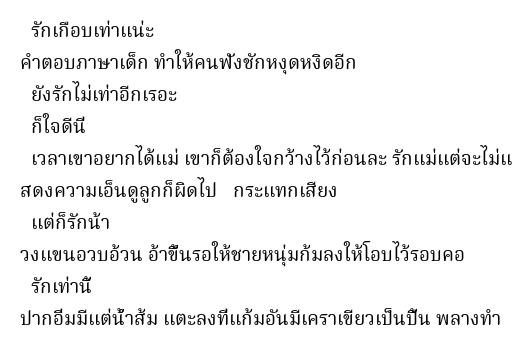 รักเกือบเท่าแน่ะ
คำตอบภาษาเด็ก ทำให้คนฟังชักหงุดหงิดอีก
ยังรักไม่เท่าอีกเรอะ
ก็ใจดีนี่
เวลาเขาอยากได้แม่ เขาก็ต้องใจกว้างไว้ก่อนละ รักแม่แต่จะไม่แ
สดงความเอ็นดูลูกก็ผิดไป กระแทกเสียง
แต่ก็รักน้า
วงแขนอวบอ้วน อ้าขึ้นรอให้ชายหนุ่มก้มลงให้โอบไว้รอบคอ
รักเท่านี้
ปากอิ่มมีแต่น้ำส้ม แตะลงที่แก้มอันมีเคราเขียวเป็นปื้น พลางทำ